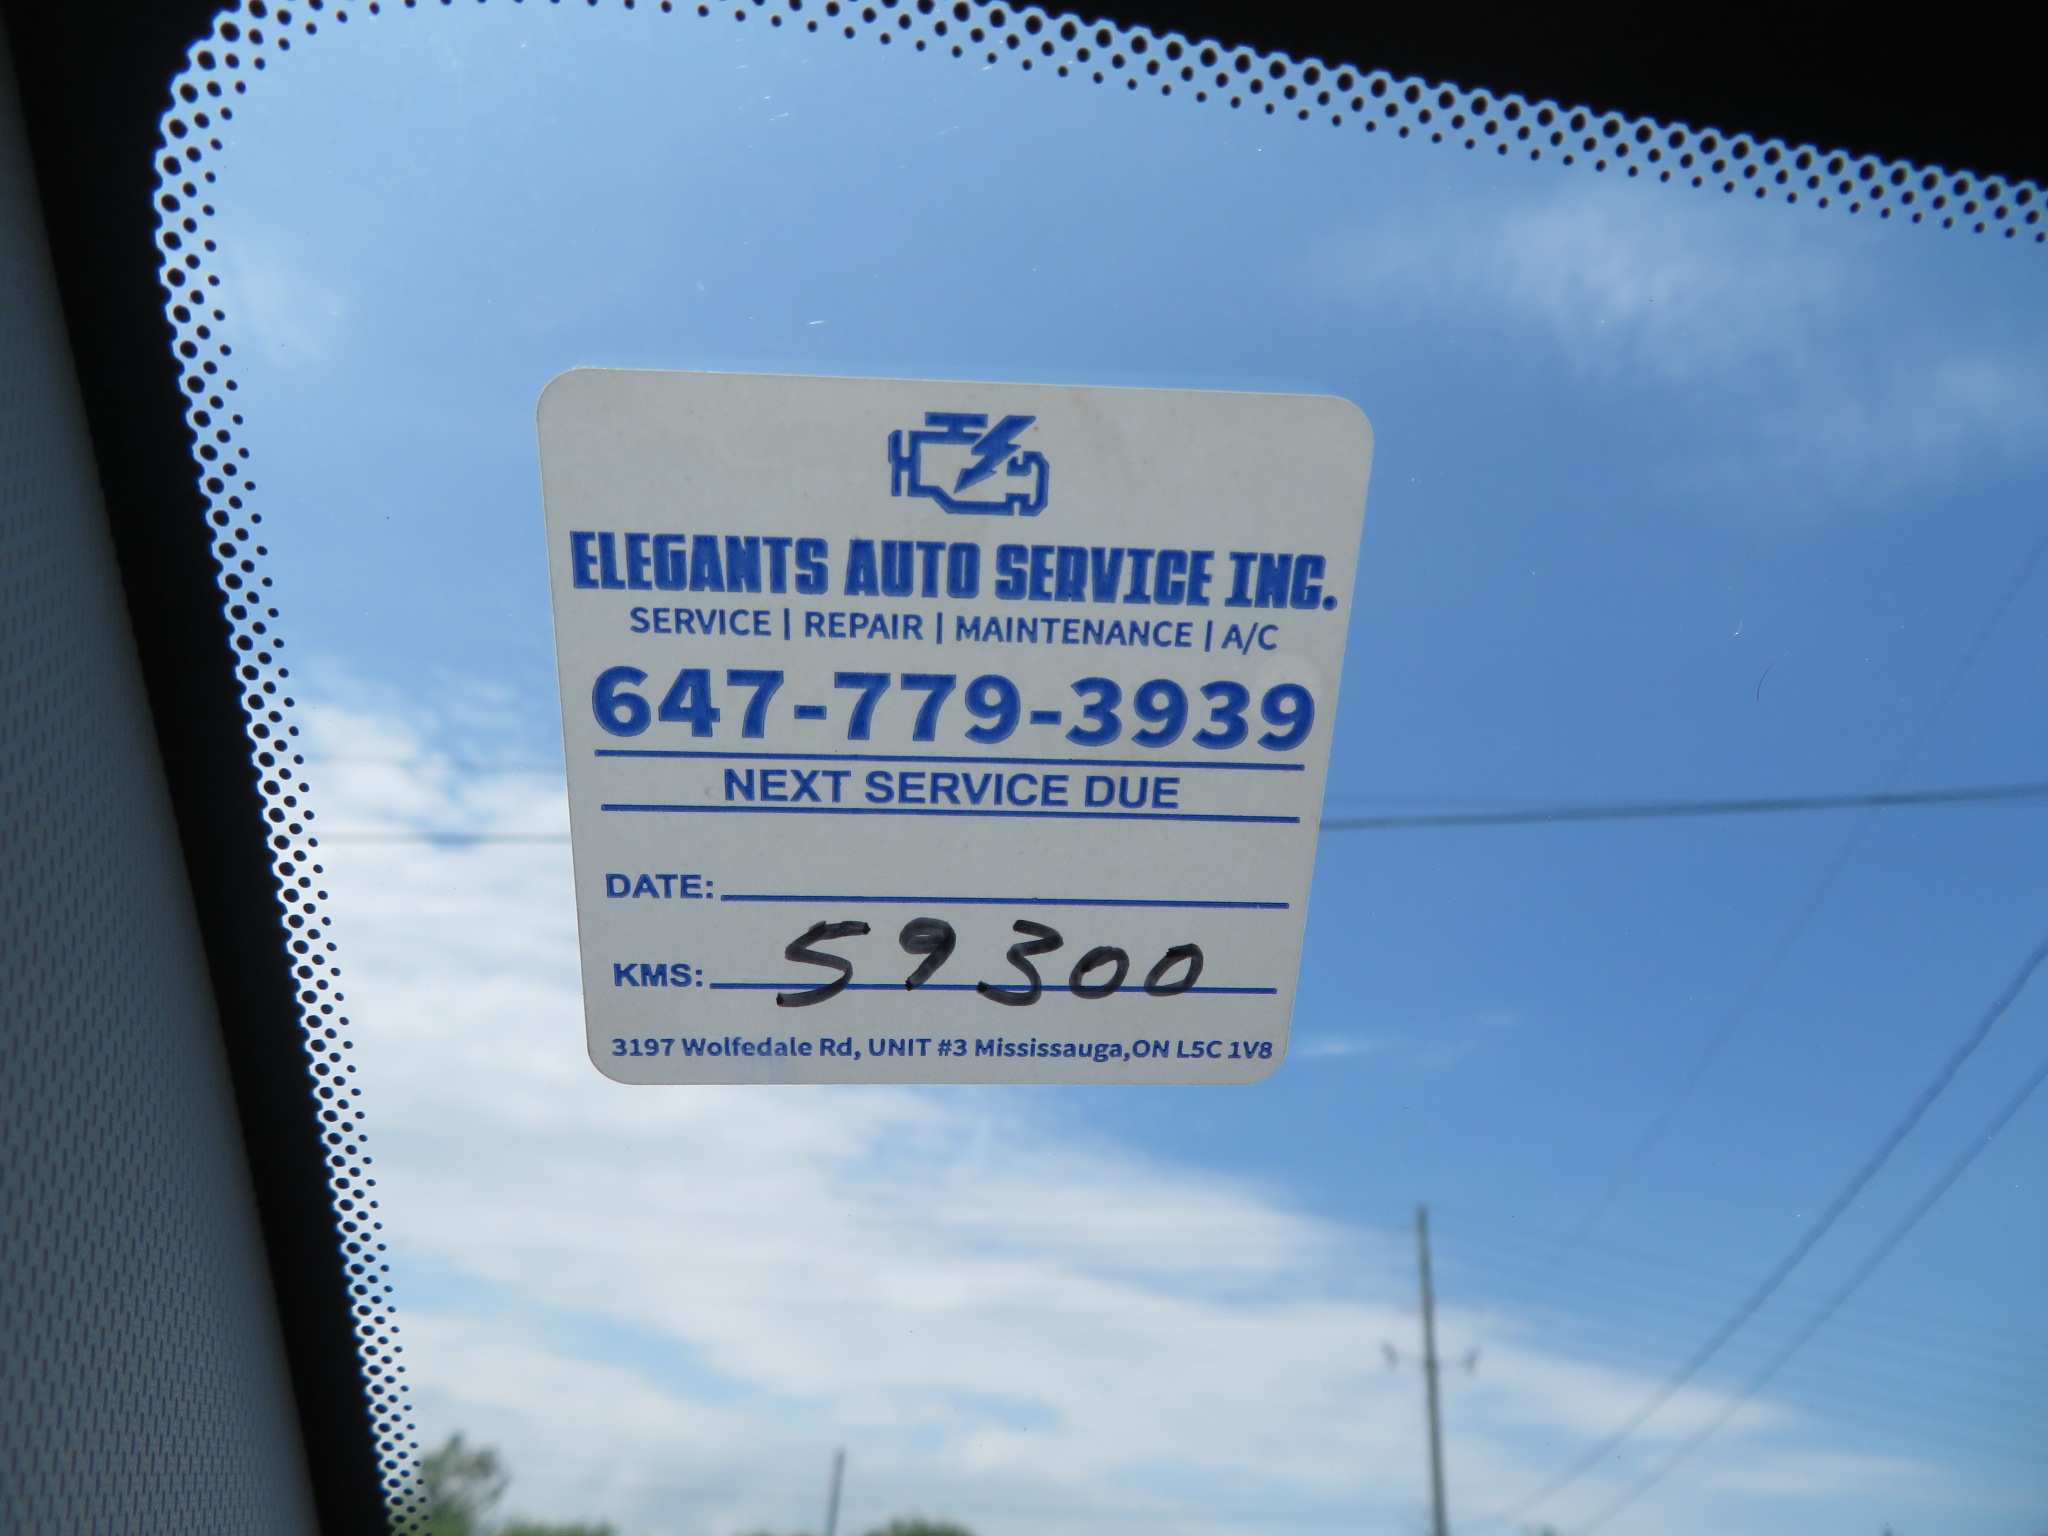 ELEGANTS AUTO SERVICE INC.
SERVICE | REPAIR | MAINTENANCE | A/C
647-779-3939
NEXT SERVICE DUE
DATE:
KMS: 59300
3197 Wolfedale Rd, UNIT #3 Mississauga,ON L5C 1V8